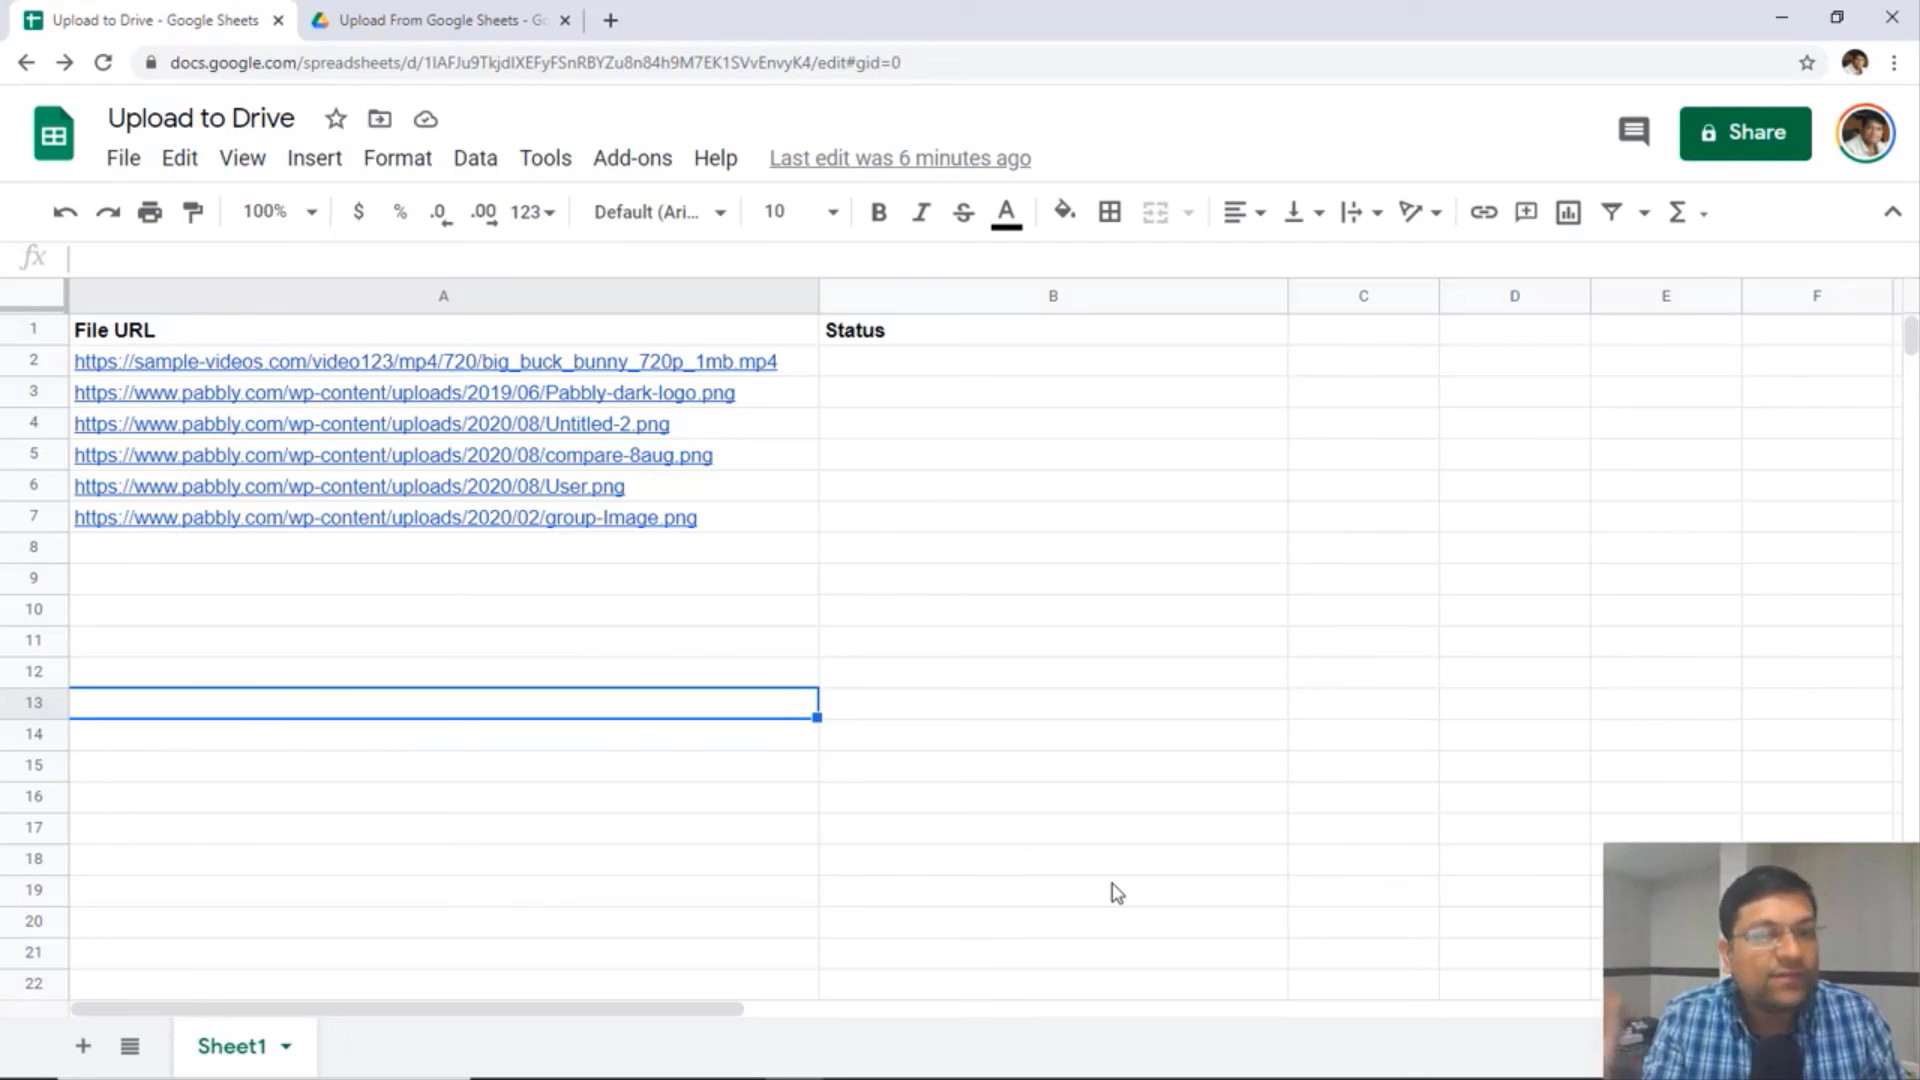 Upload to Drive - Google Sheets
Upload From Google Sheets - Go
docs.google.com/spreadsheets/d/1IAFJu9TkjdIXEFyFSnRBYZu8n84h9M7EK1SVvEnvyK4/edit#gid=0
Upload to Drive
Share
File Edit View Insert Format Data Tools Add-ons Help Last edit was 6 minutes ago
100% $ % .0 .00 123 Default (Ari... 10 B I S A Σ
fx
A B C D E F
1 File URL Status
2 https://sample-videos.com/video123/mp4/720/big_buck_bunny_720p_1mb.mp4
3 https://www.pabbly.com/wp-content/uploads/2019/06/Pabbly-dark-logo.png
4 https://www.pabbly.com/wp-content/uploads/2020/08/Untitled-2.png
5 https://www.pabbly.com/wp-content/uploads/2020/08/compare-8aug.png
6 https://www.pabbly.com/wp-content/uploads/2020/08/User.png
7 https://www.pabbly.com/wp-content/uploads/2020/02/group-Image.png
8
9
10
11
12
13
14
15
16
17
18
19
20
21
22
Sheet1